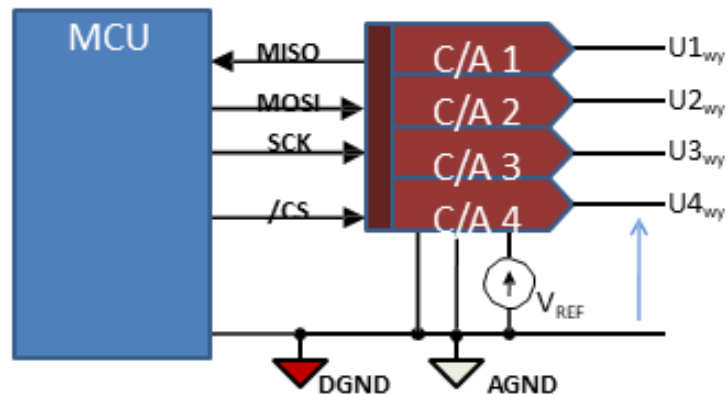 MCU
MISO
MOSI
SCK
/CS
C/A 1
C/A 2
C/A 3
C/A 4
U1wy
U2wy
U3wy
U4wy
VREF
DGND
AGND